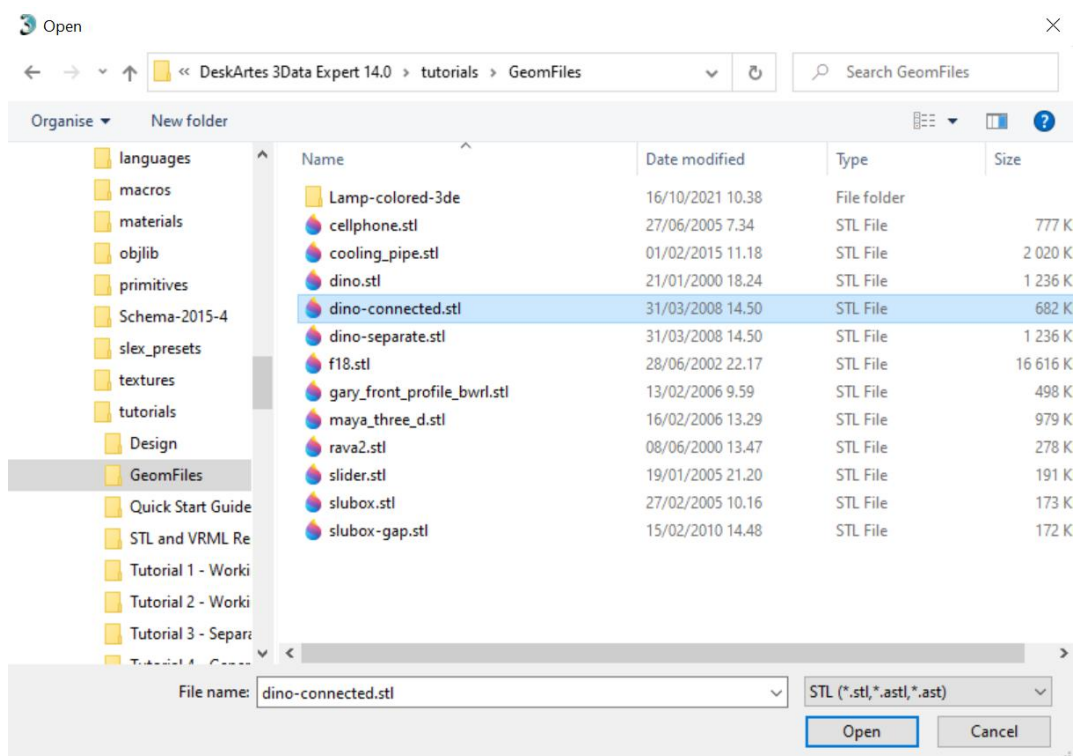 Open
« DeskArtes 3Data Expert 14.0 › tutorials › GeomFiles
Search GeomFiles
Organise
New folder
languages
macros
materials
objlib
primitives
Schema-2015-4
slex_presets
textures
tutorials
Design
GeomFiles
Quick Start Guide
STL and VRML Re
Tutorial 1 - Worki
Tutorial 2 - Worki
Tutorial 3 - Separa
Name Date modified Type Size
Lamp-colored-3de 16/10/2021 10.38 File folder
cellphone.stl 27/06/2005 7.34 STL File 777 K
cooling_pipe.stl 01/02/2015 11.18 STL File 2 020 K
dino.stl 21/01/2000 18.24 STL File 1 236 K
dino-connected.stl 31/03/2008 14.50 STL File 682 K
dino-separate.stl 31/03/2008 14.50 STL File 1 236 K
f18.stl 28/06/2002 22.17 STL File 16 616 K
gary_front_profile_bwrl.stl 13/02/2006 9.59 STL File 498 K
maya_three_d.stl 16/02/2006 13.29 STL File 979 K
rava2.stl 08/06/2000 13.47 STL File 278 K
slider.stl 19/01/2005 21.20 STL File 191 K
slubox.stl 27/02/2005 10.16 STL File 173 K
slubox-gap.stl 15/02/2010 14.48 STL File 172 K
File name: dino-connected.stl
STL (*.stl,*.astl,*.ast)
Open
Cancel